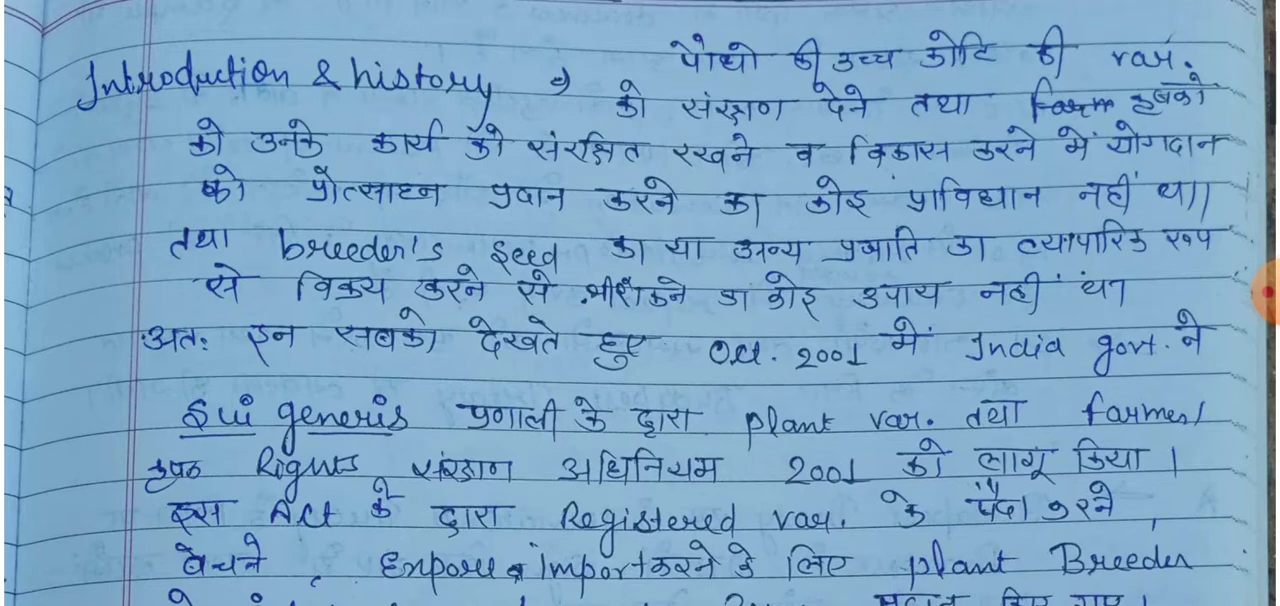 पौधो की उच्च कोटि की var.
Introduction & history ⇒ को संरक्षण देने तथा farm
को उनके कार्य को संरक्षित रखने व विकास करने में योगदान
को प्रोत्साहन प्रदान करने का कोइ प्राविधान नहीं था।
तथा breeder's seed का या अन्य प्रजाति का व्यापारिक रूप
से विक्रय करने से रोकने का कोइ उपाय नहीं था
अतः इन सबको देखते हुए Oct. 2001 में India govt. ने
Sui generis प्रणाली के द्वारा plant var. तथा farmer
Rights संरक्षण अधिनियम 2001 को लागू किया।
इस Act के द्वारा Registered var. के पैदा करने,
बेचने, Import करने के लिए plant Breeder